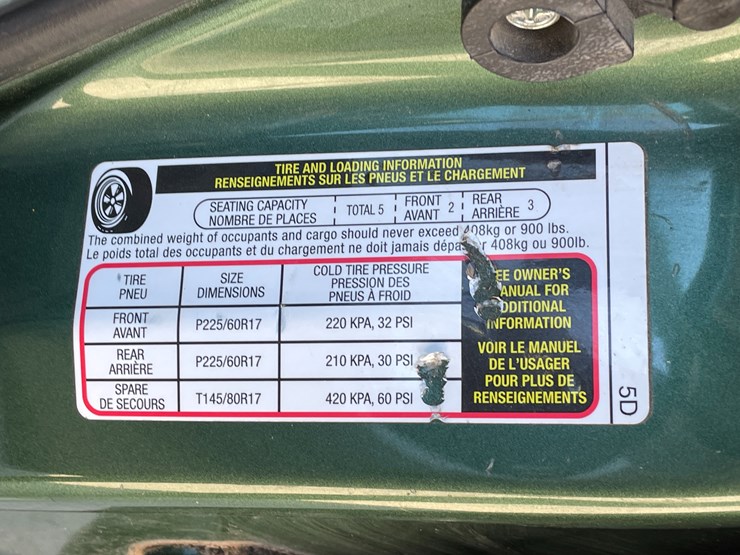 TIRE AND LOADING INFORMATION
RENSEIGNEMENTS SUR LES PNEUS ET LE CHARGEMENT
SEATING CAPACITY
NOMBRE DE PLACES
TOTAL 5
FRONT
AVANT 2
REAR
ARRIÈRE 3
The combined weight of occupants and cargo should never exceed 408kg or 900 lbs.
Le poids total des occupants et du chargement ne doit jamais 408kg ou 900lb.
TIRE
PNEU
SIZE
DIMENSIONS
COLD TIRE PRESSURE
PRESSION DES
PNEUS À FROID
FRONT
AVANT
P225/60R17
220 KPA, 32 PSI
REAR
ARRIÈRE
P225/60R17
210 KPA, 30 PSI
SPARE
DE SECOURS
T145/80R17
420 KPA, 60 PSI
OWNER'S
FOR
INFORMATION
VOIR LE MANUEL
DE L'USAGER
POUR PLUS DE
RENSEIGNEMENTS
5D